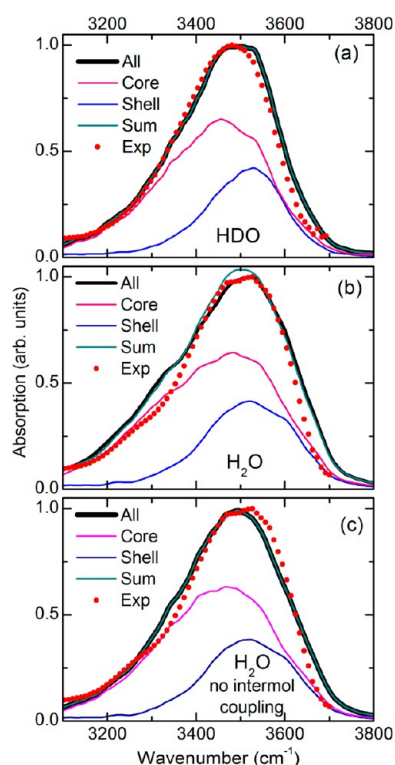 3200 3400 3600 3800
Absorption (arb. units)
1.0
0.5
0.0
(a)
All
Core
Shell
Sum
Exp
HDO
1.0
0.5
0.0
(b)
All
Core
Shell
Sum
Exp
H₂O
1.0
0.5
0.0
(c)
All
Core
Shell
Sum
Exp
H₂O
no intermol
coupling
3200 3400 3600 3800
Wavenumber (cm⁻¹)